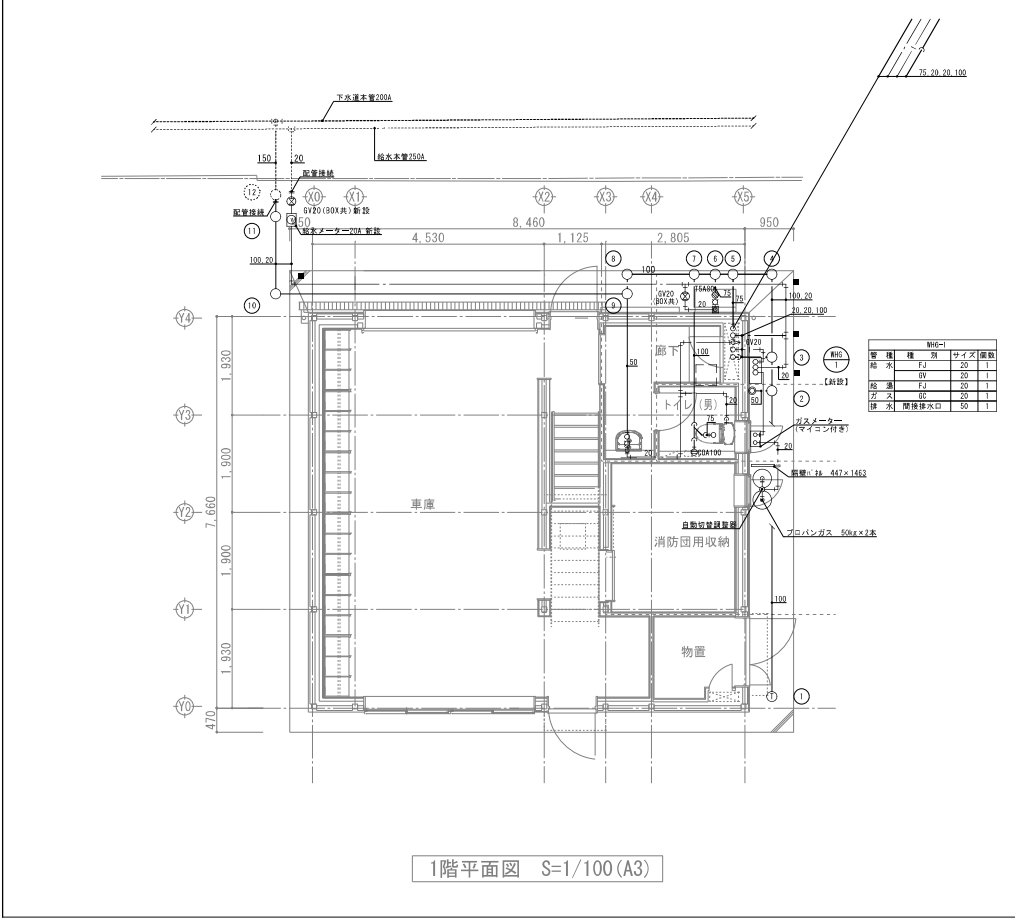 下水道本管200A
75.20.20.100
給水本管250A
150
20
配管接続
12
X0
X1
X2
X3
X4
X5
GV20(BOX共)新設
配管接続
給水メーター20A 新設
950
8,460
950
11
4,530
1,125
2,805
8
7
6
5
4
100.20
100
GV20
(BOX共)
T5A80
75
75
100.20
10
9
20
20.20.100
Y4
GV20
廊下
100
50
1,930
3
WHG
1
【新設】
20
WHG-1
管 種
種 別
サイズ
個数
給 水
FJ
20
1
GV
20
1
給 湯
FJ
20
1
ガ ス
GC
20
1
排 水
間接排水口
50
1
2
50
トイレ(男)
20
Y3
75
ガスメーター
(マイコン付き)
20
20
COA100
隔壁パネル 447×1463
1,900
車庫
7,660
Y2
自動切替調整器
プロパンガス 50kg×2本
消防団用収納
1,900
100
Y1
物置
1,930
1
Y0
470
1階平面図 S=1/100(A3)